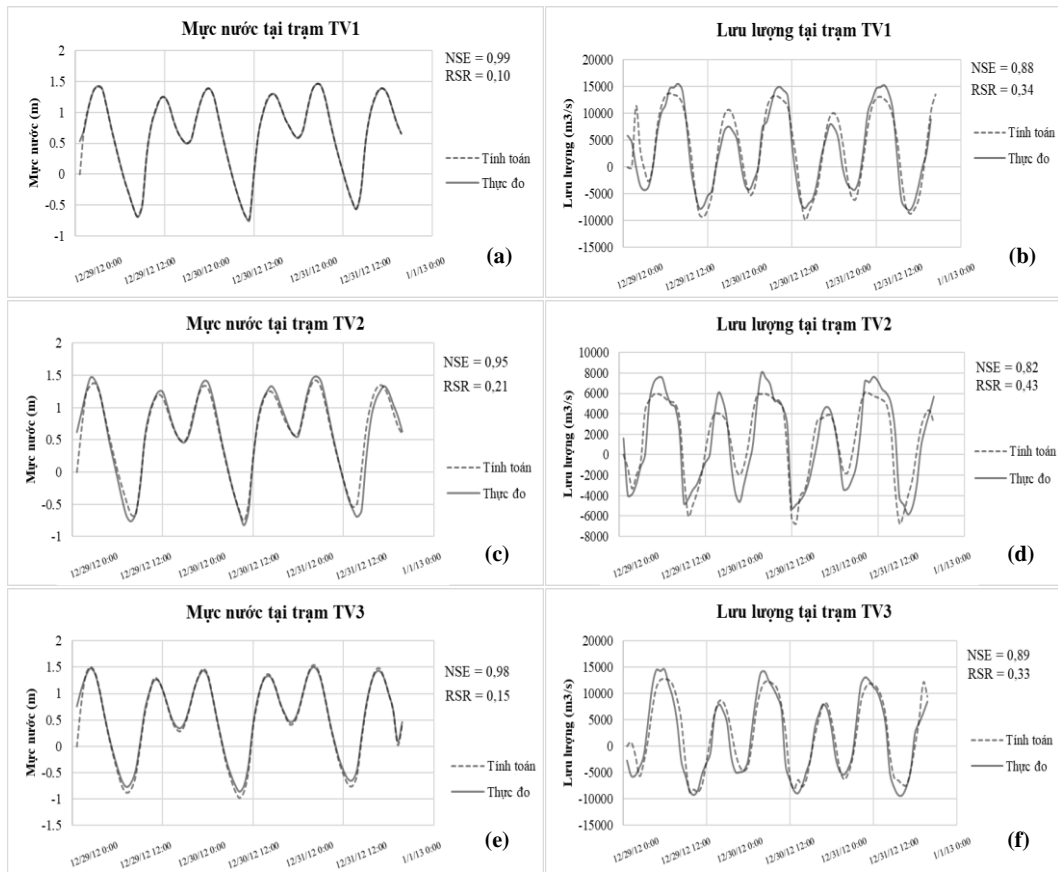 Mực nước tại trạm TV1
NSE = 0,99
RSR = 0,10
Mực nước (m)
2
1.5
1
0.5
0
-0.5
-1
Tính toán
Thực đo
12/29/12 0:00
12/29/12 12:00
12/30/12 0:00
12/30/12 12:00
12/31/12 0:00
12/31/12 12:00
1/1/13 0:00
(a)
Lưu lượng tại trạm TV1
NSE = 0,88
RSR = 0,34
Lưu lượng (m3/s)
20000
15000
10000
5000
0
-5000
-10000
-15000
Tính toán
Thực đo
12/29/12 0:00
12/29/12 12:00
12/30/12 0:00
12/30/12 12:00
12/31/12 0:00
12/31/12 12:00
1/1/13 0:00
(b)
Mực nước tại trạm TV2
NSE = 0,95
RSR = 0,21
Mực nước (m)
2
1.5
1
0.5
0
-0.5
-1
Tính toán
Thực đo
12/29/12 0:00
12/29/12 12:00
12/30/12 0:00
12/30/12 12:00
12/31/12 0:00
12/31/12 12:00
1/1/13 0:00
(c)
Lưu lượng tại trạm TV2
NSE = 0,82
RSR = 0,43
Lưu lượng (m3/s)
10000
8000
6000
4000
2000
0
-2000
-4000
-6000
-8000
Tính toán
Thực đo
12/29/12 0:00
12/29/12 12:00
12/30/12 0:00
12/30/12 12:00
12/31/12 0:00
12/31/12 12:00
1/1/13 0:00
(d)
Mực nước tại trạm TV3
NSE = 0,98
RSR = 0,15
Mực nước (m)
2
1.5
1
0.5
0
-0.5
-1
-1.5
Tính toán
Thực đo
12/29/12 0:00
12/29/12 12:00
12/30/12 0:00
12/30/12 12:00
12/31/12 0:00
12/31/12 12:00
1/1/13 0:00
(e)
Lưu lượng tại trạm TV3
NSE = 0,89
RSR = 0,33
Lưu lượng (m3/s)
20000
15000
10000
5000
0
-5000
-10000
-15000
Tính toán
Thực đo
12/29/12 0:00
12/29/12 12:00
12/30/12 0:00
12/30/12 12:00
12/31/12 0:00
12/31/12 12:00
1/1/13 0:00
(f)